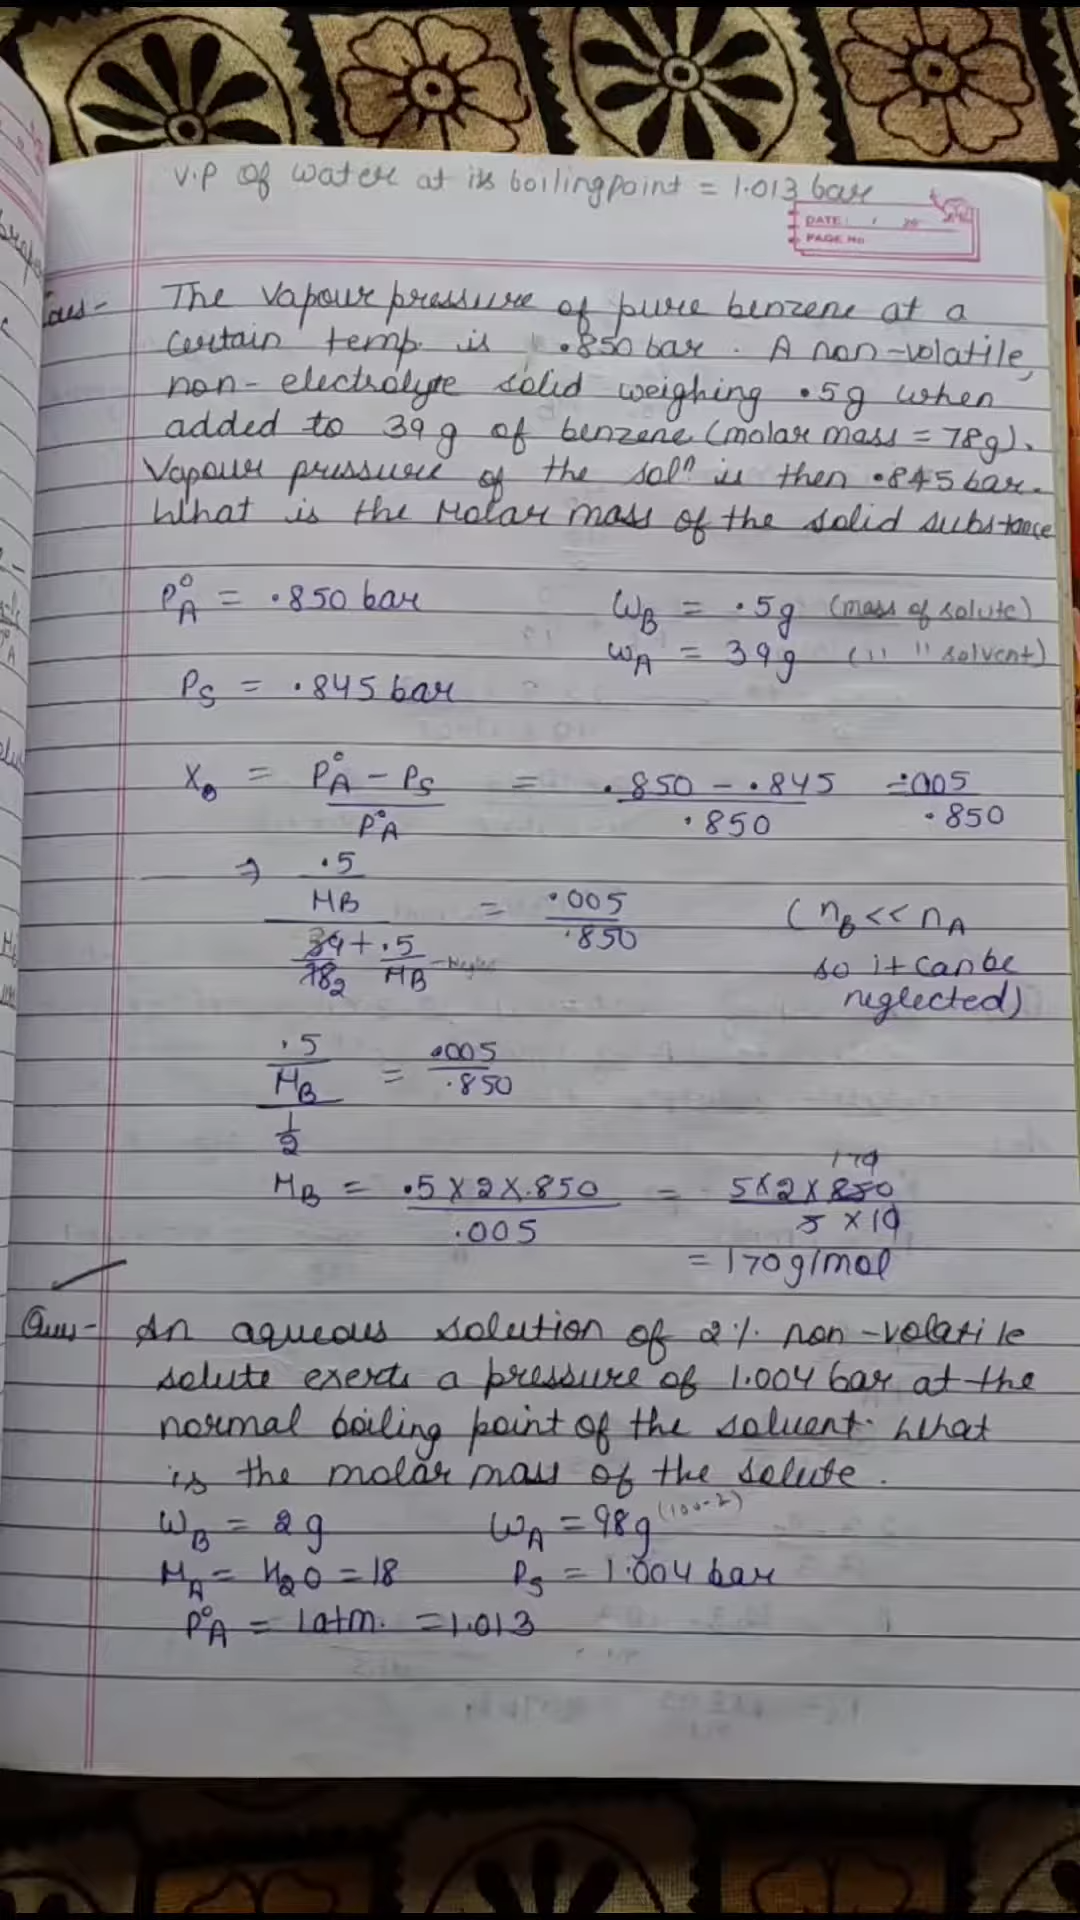 V.P of water at its boiling point = 1.013 bar
DATE: / 20
PAGE No
Ques- The vapour pressure of pure benzene at a
certain temp. is .850 bar. A non-volatile,
non-electrolyte solid weighing .5g when
added to 39 g of benzene (molar mass = 78g).
Vapour pressure of the solⁿ is then .845 bar.
What is the Molar mass of the solid substance
P°A = .850 bar
WB = .5g (mass of solute)
WA = 39g (11 11 solvent)
Ps = .845 bar
XB = P°A - Ps / P°A = .850 - .845 / .850 = .005 / .850
⇒ .5 / MB / 39 / 78 2 + .5 / MB = .005 / .850
(nB << nA
so it can be
neglected)
.5 / MB / 1/2 = .005 / .850
MB = .5 X 2 X .850 / .005 = 5 X 2 X 850 / 5 X 10
170
= 170 g/mol
Ques- An aqueous solution of 2% non-volatile
solute exerts a pressure of 1.004 bar at the
normal boiling point of the solvent. What
is the molar mass of the solute.
WB = 2g WA = 98g (100-2)
MA = H2O = 18 Ps = 1.004 bar
P°A = 1 atm. = 1.013